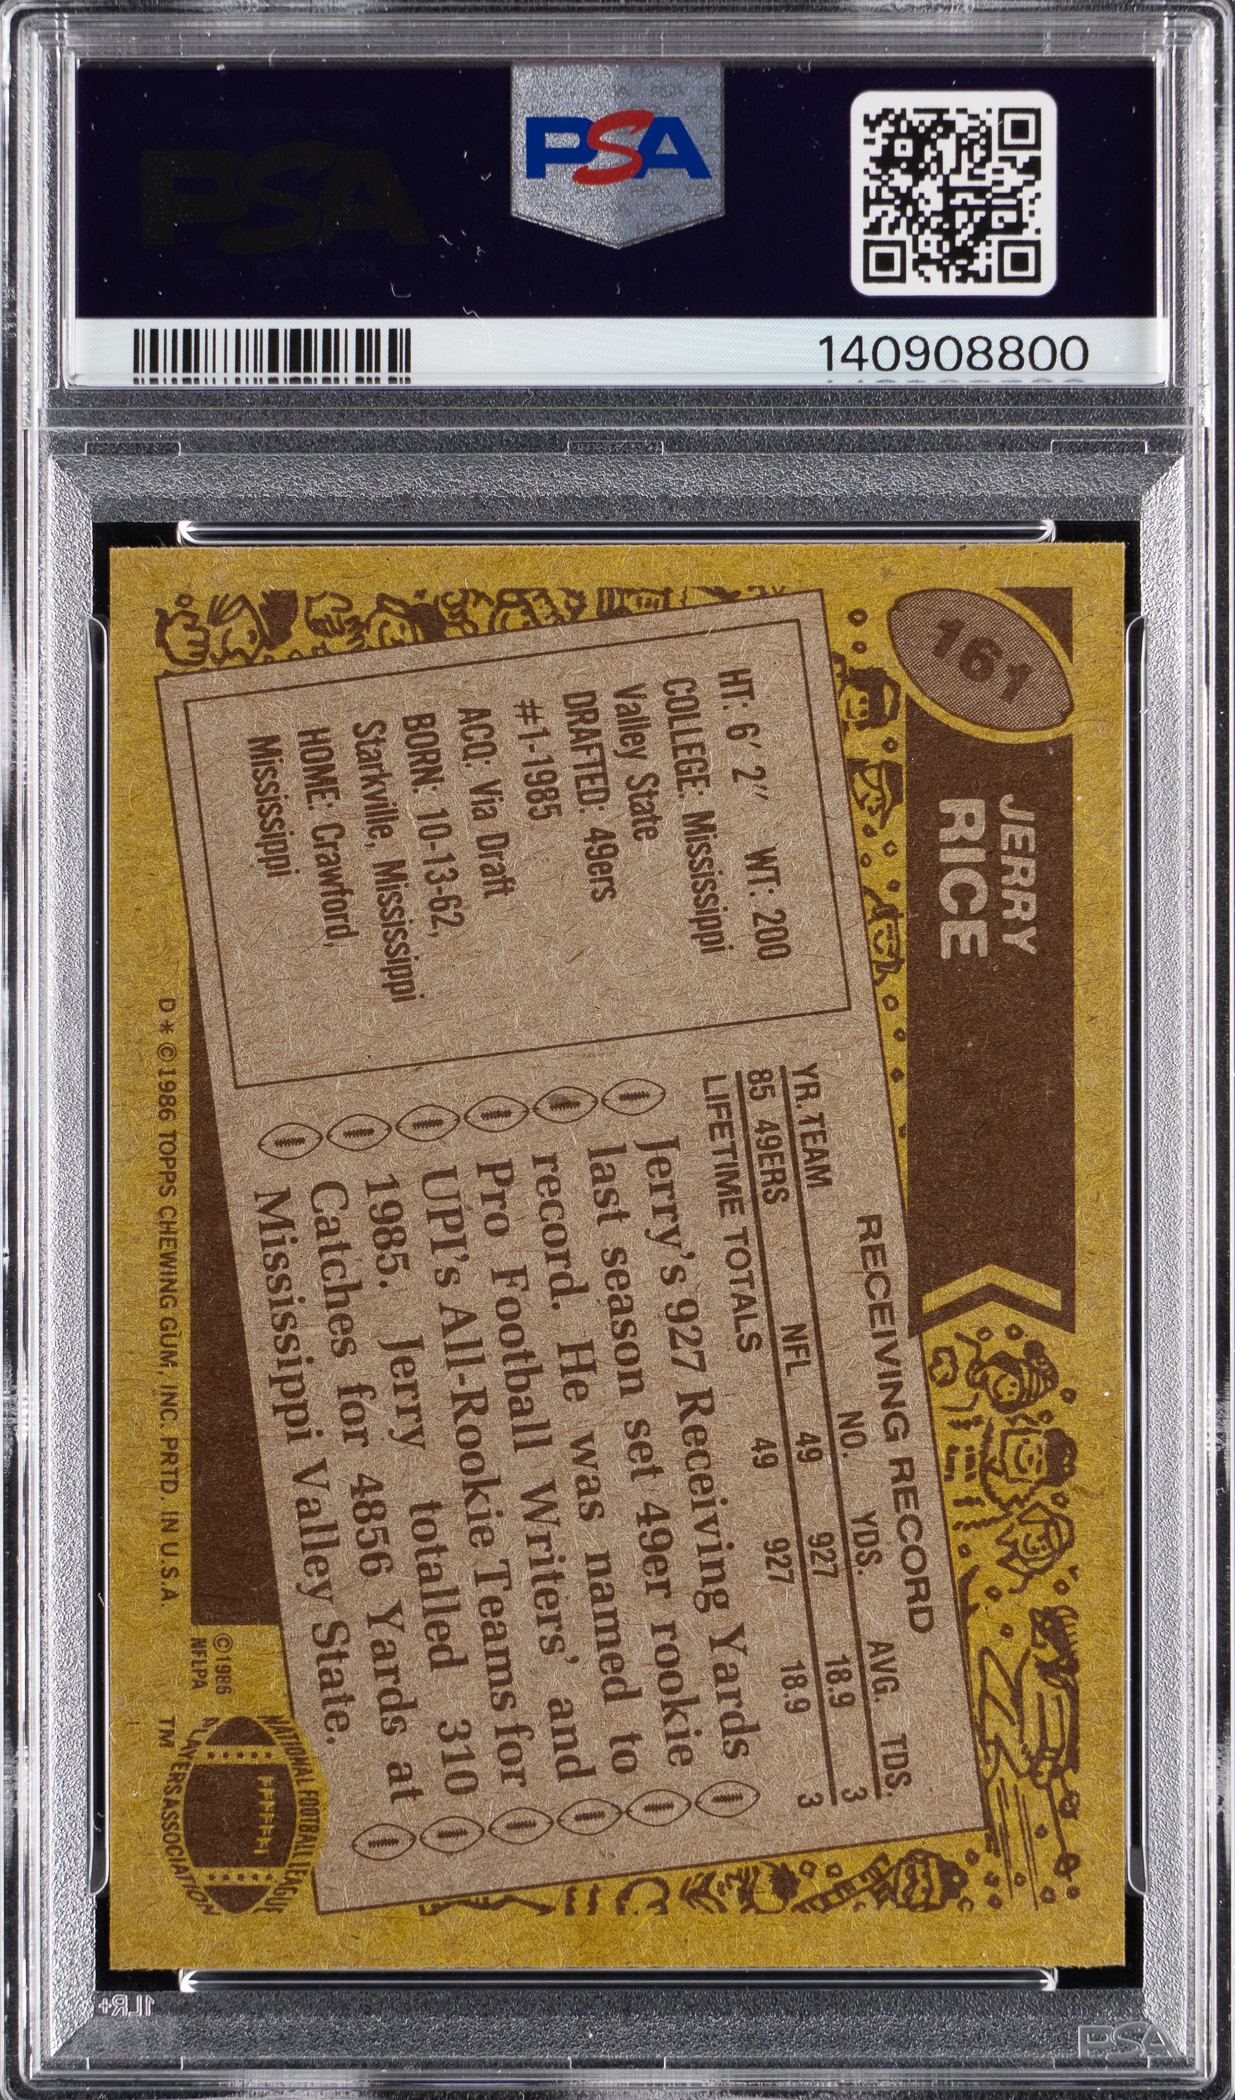 PSA
PSA
140908800
161
JERRY
RICE
HT: 6' 2" WT: 200
COLLEGE: Mississippi
Valley State
DRAFTED: 49ers
#1-1985
ACQ: Via Draft
BORN: 10-13-62,
Starkville, Mississippi
HOME: Crawford,
Mississippi
RECEIVING RECORD
YR. TEAM NFL NO. YDS. AVG. TDS.
85 49ERS 49 927 18.9 3
LIFETIME TOTALS 49 927 18.9 3
Jerry's 927 Receiving Yards
last season set 49er rookie
record. He was named to
Pro Football Writers' and
UPI's All-Rookie Teams for
1985. Jerry totalled 310
Catches for 4856 Yards at
Mississippi Valley State.
D * © 1986 TOPPS CHEWING GUM, INC. PRTD. IN U.S.A.
© 1986
NFLPA
NATIONAL FOOTBALL LEAGUE
PLAYERS ASSOCIATION
TM
1LR+
PSA